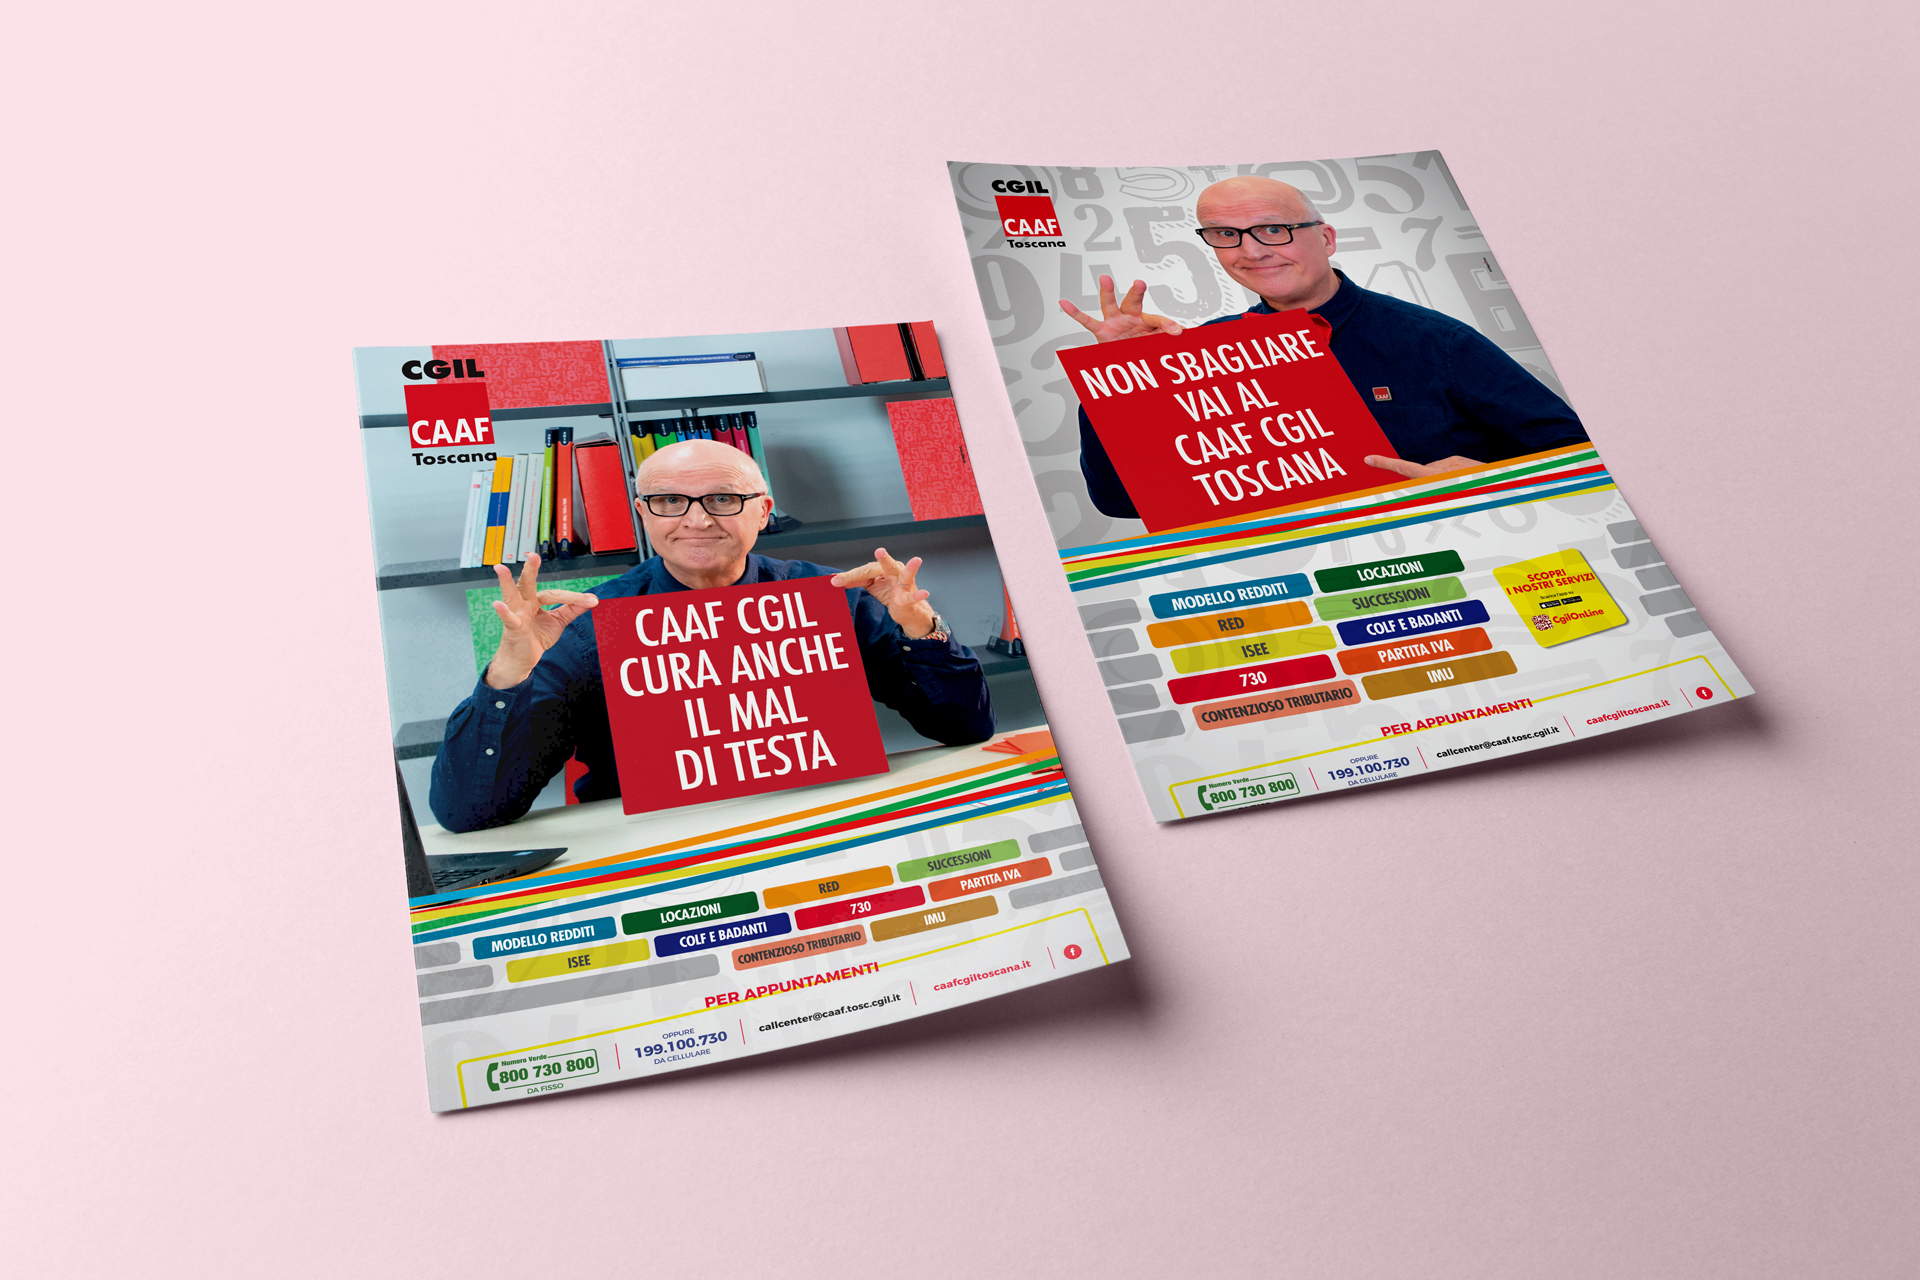 CGIL
CAAF
Toscana
CAAF CGIL
CURA ANCHE
IL MAL
DI TESTA
SUCCESSIONI
RED
PARTITA IVA
LOCAZIONI
730
IMU
MODELLO REDDITI
COLF E BADANTI
CONTENZIOSO TRIBUTARIO
ISEE
PER APPUNTAMENTI
Numero Verde
800 730 800
DA FISSO
OPPURE
199.100.730
DA CELLULARE
callcenter@caaf.tosc.cgil.it
caafcgiltoscana.it
f
CGIL
CAAF
Toscana
NON SBAGLIARE
VAI AL
CAAF CGIL
TOSCANA
CAAF
MODELLO REDDITI
LOCAZIONI
RED
SUCCESSIONI
ISEE
COLF E BADANTI
730
PARTITA IVA
CONTENZIOSO TRIBUTARIO
IMU
SCOPRI
I NOSTRI SERVIZI
Scarica l'app su
CgilOnLine
PER APPUNTAMENTI
Numero Verde
800 730 800
OPPURE
199.100.730
DA CELLULARE
callcenter@caaf.tosc.cgil.it
caafcgiltoscana.it
f